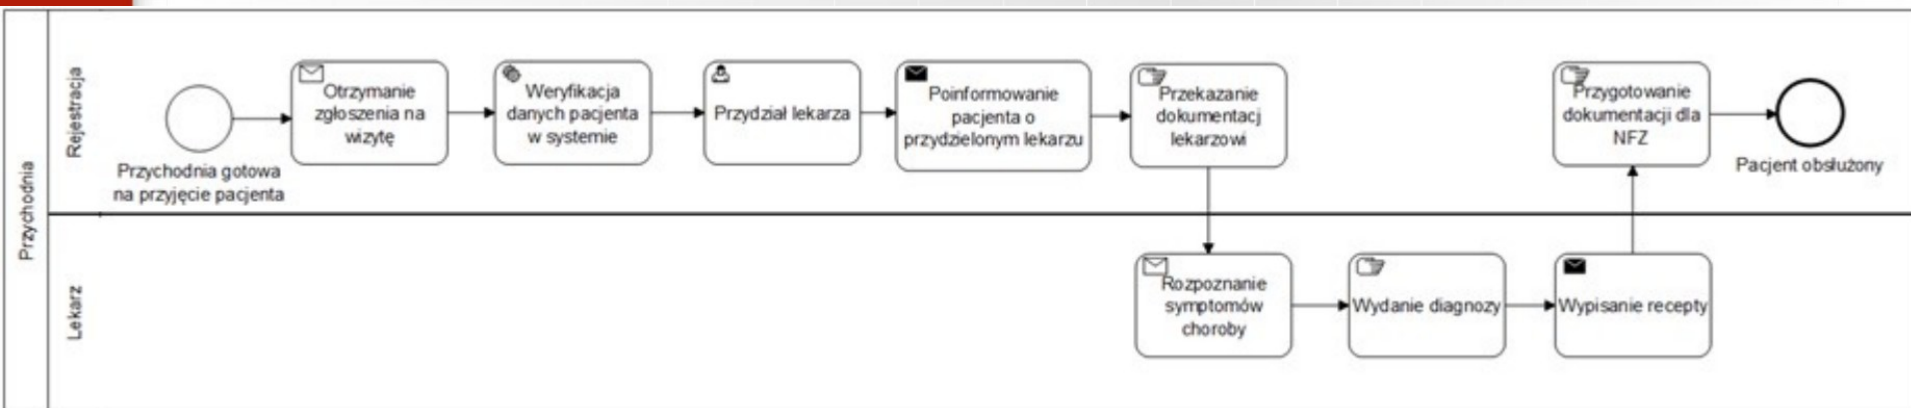 Przychodnia
Rejestracja
Przychodnia gotowa
na przyjęcie pacjenta
Otrzymanie
zgłoszenia na
wizytę
Weryfikacja
danych pacjenta
w systemie
Przydział lekarza
Poinformowanie
pacjenta o
przydzielonym lekarzu
Przekazanie
dokumentacj
lekarzowi
Przygotowanie
dokumentacji dla
NFZ
Pacjent obsłużony
Lekarz
Rozpoznanie
symptomów
choroby
Wydanie diagnozy
Wypisanie recepty